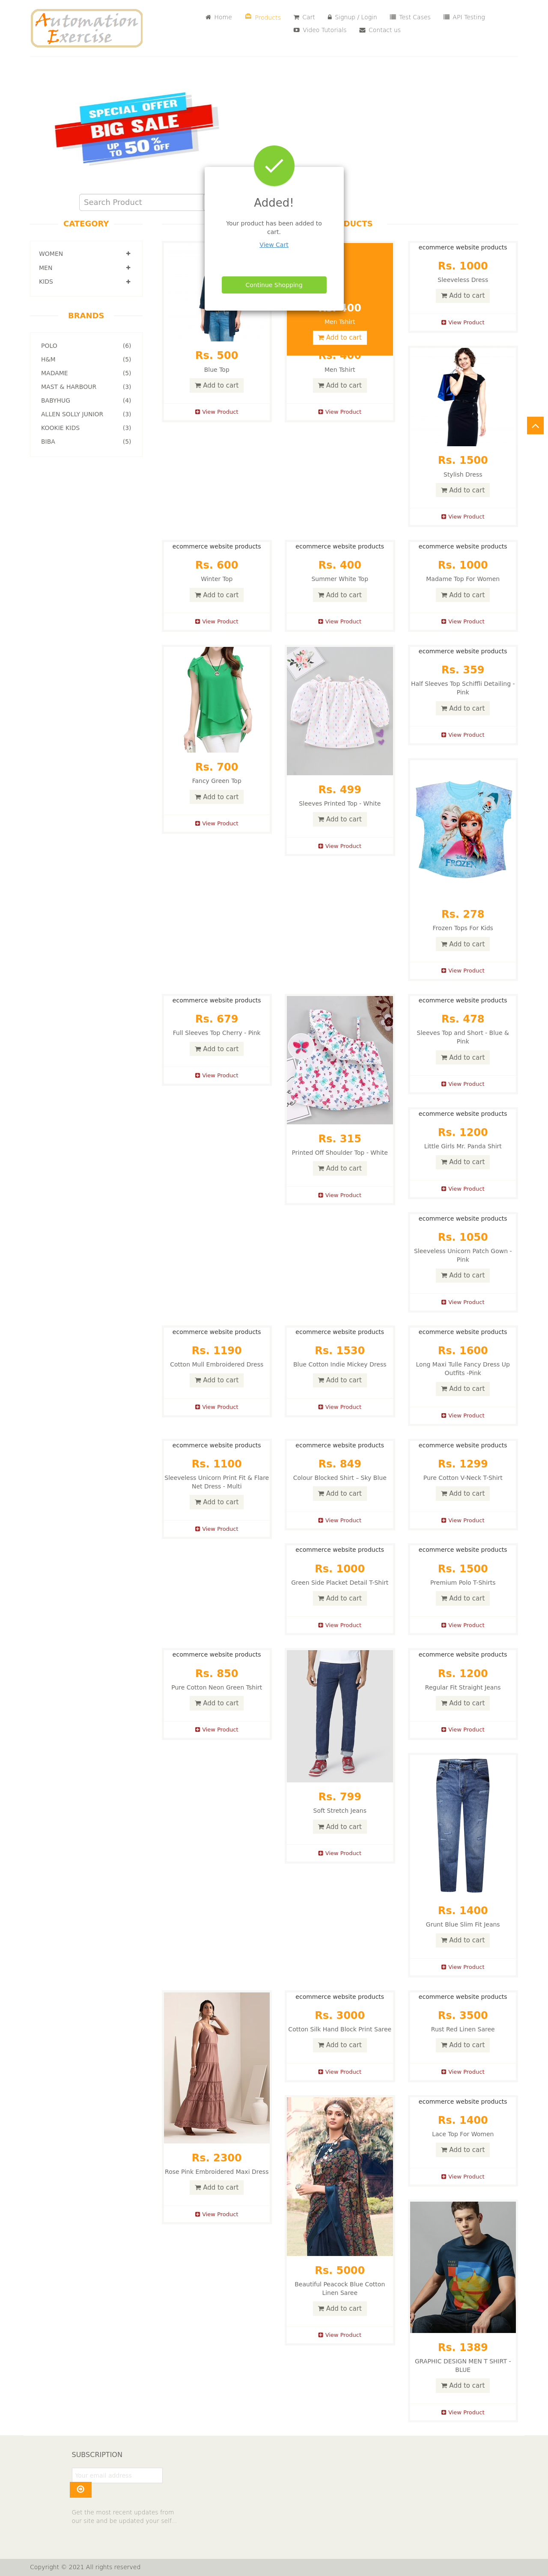 Automation
Exercise
Home
Products
Cart
Signup / Login
Test Cases
API Testing
Video Tutorials
Contact us
SPECIAL OFFER
BIG SALE
UP TO 50% OFF
Added!
Your product has been added to
cart.
View Cart
Continue Shopping
CATEGORY
WOMEN
MEN
KIDS
BRANDS
POLO (6)
H&M (5)
MADAME (5)
MAST & HARBOUR (3)
BABYHUG (4)
ALLEN SOLLY JUNIOR (3)
KOOKIE KIDS (3)
BIBA (5)
Search Product
Rs. 500
Blue Top
Add to cart
View Product
Men Tshirt
Add to cart
Rs. 400
Men Tshirt
Add to cart
View Product
ecommerce website products
Rs. 1000
Sleeveless Dress
Add to cart
View Product
Rs. 1500
Stylish Dress
Add to cart
View Product
ecommerce website products
Rs. 600
Winter Top
Add to cart
View Product
ecommerce website products
Rs. 400
Summer White Top
Add to cart
View Product
ecommerce website products
Rs. 1000
Madame Top For Women
Add to cart
View Product
Rs. 700
Fancy Green Top
Add to cart
View Product
Rs. 499
Sleeves Printed Top - White
Add to cart
View Product
ecommerce website products
Rs. 359
Half Sleeves Top Schiffli Detailing -
Pink
Add to cart
View Product
FROZEN
Rs. 278
Frozen Tops For Kids
Add to cart
View Product
ecommerce website products
Rs. 679
Full Sleeves Top Cherry - Pink
Add to cart
View Product
Rs. 315
Printed Off Shoulder Top - White
Add to cart
View Product
ecommerce website products
Rs. 478
Sleeves Top and Short - Blue &
Pink
Add to cart
View Product
ecommerce website products
Rs. 1200
Little Girls Mr. Panda Shirt
Add to cart
View Product
ecommerce website products
Rs. 1050
Sleeveless Unicorn Patch Gown -
Pink
Add to cart
View Product
ecommerce website products
Rs. 1190
Cotton Mull Embroidered Dress
Add to cart
View Product
ecommerce website products
Rs. 1530
Blue Cotton Indie Mickey Dress
Add to cart
View Product
ecommerce website products
Rs. 1600
Long Maxi Tulle Fancy Dress Up
Outfits -Pink
Add to cart
View Product
ecommerce website products
Rs. 1100
Sleeveless Unicorn Print Fit & Flare
Net Dress - Multi
Add to cart
View Product
ecommerce website products
Rs. 849
Colour Blocked Shirt – Sky Blue
Add to cart
View Product
ecommerce website products
Rs. 1299
Pure Cotton V-Neck T-Shirt
Add to cart
View Product
ecommerce website products
Rs. 1000
Green Side Placket Detail T-Shirt
Add to cart
View Product
ecommerce website products
Rs. 1500
Premium Polo T-Shirts
Add to cart
View Product
ecommerce website products
Rs. 850
Pure Cotton Neon Green Tshirt
Add to cart
View Product
Rs. 799
Soft Stretch Jeans
Add to cart
View Product
ecommerce website products
Rs. 1200
Regular Fit Straight Jeans
Add to cart
View Product
Rs. 1400
Grunt Blue Slim Fit Jeans
Add to cart
View Product
Rs. 2300
Rose Pink Embroidered Maxi Dress
Add to cart
View Product
ecommerce website products
Rs. 3000
Cotton Silk Hand Block Print Saree
Add to cart
View Product
ecommerce website products
Rs. 3500
Rust Red Linen Saree
Add to cart
View Product
Rs. 5000
Beautiful Peacock Blue Cotton
Linen Saree
Add to cart
View Product
ecommerce website products
Rs. 1400
Lace Top For Women
Add to cart
View Product
Rs. 1389
GRAPHIC DESIGN MEN T SHIRT -
BLUE
Add to cart
View Product
SUBSCRIPTION
Your email address
Get the most recent updates from
our site and be updated your self...
Copyright © 2021 All rights reserved